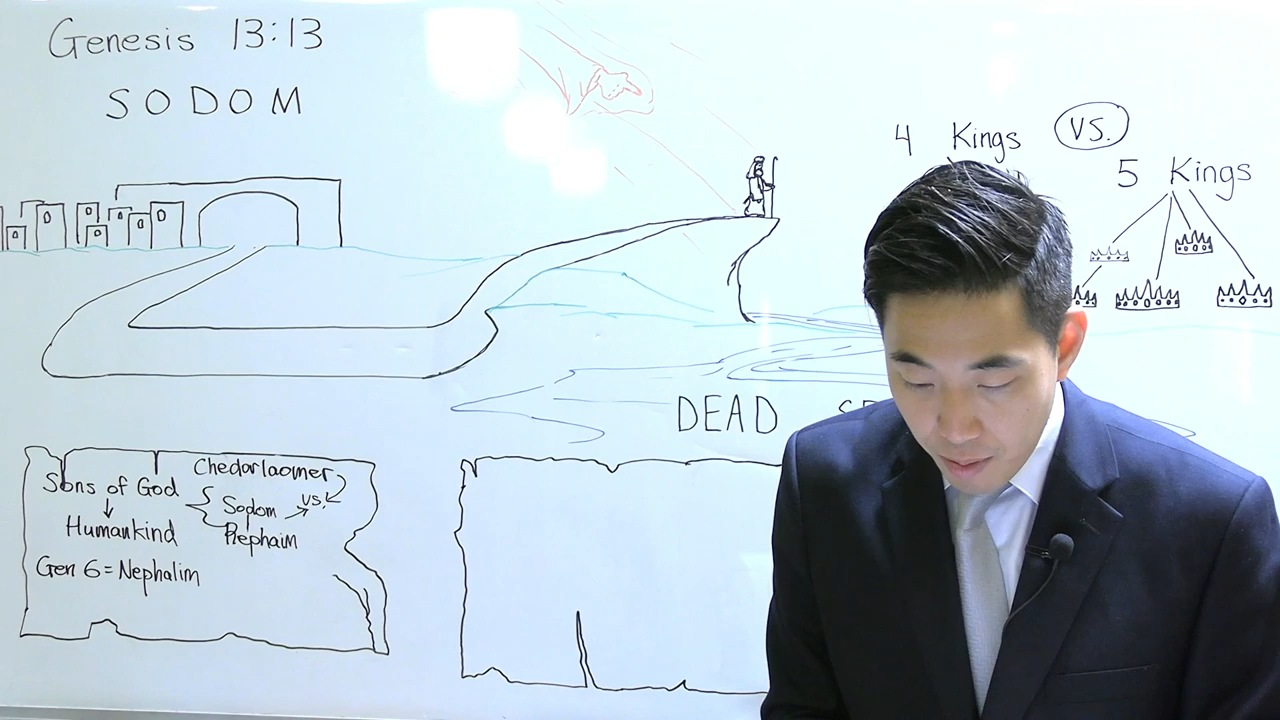 Genesis 13:13
SODOM
4 Kings VS.
5 Kings
DEAD
Chedorlaomer
Sons of God
Sodom vs.
Humankind
Rephaim
Gen 6 = Nephalim